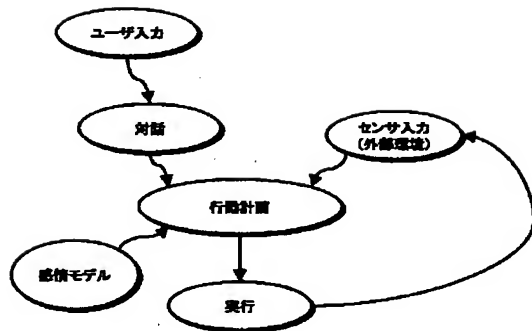 ユーザ入力
対話
センサ入力
(外部環境)
行動計画
感情モデル
実行